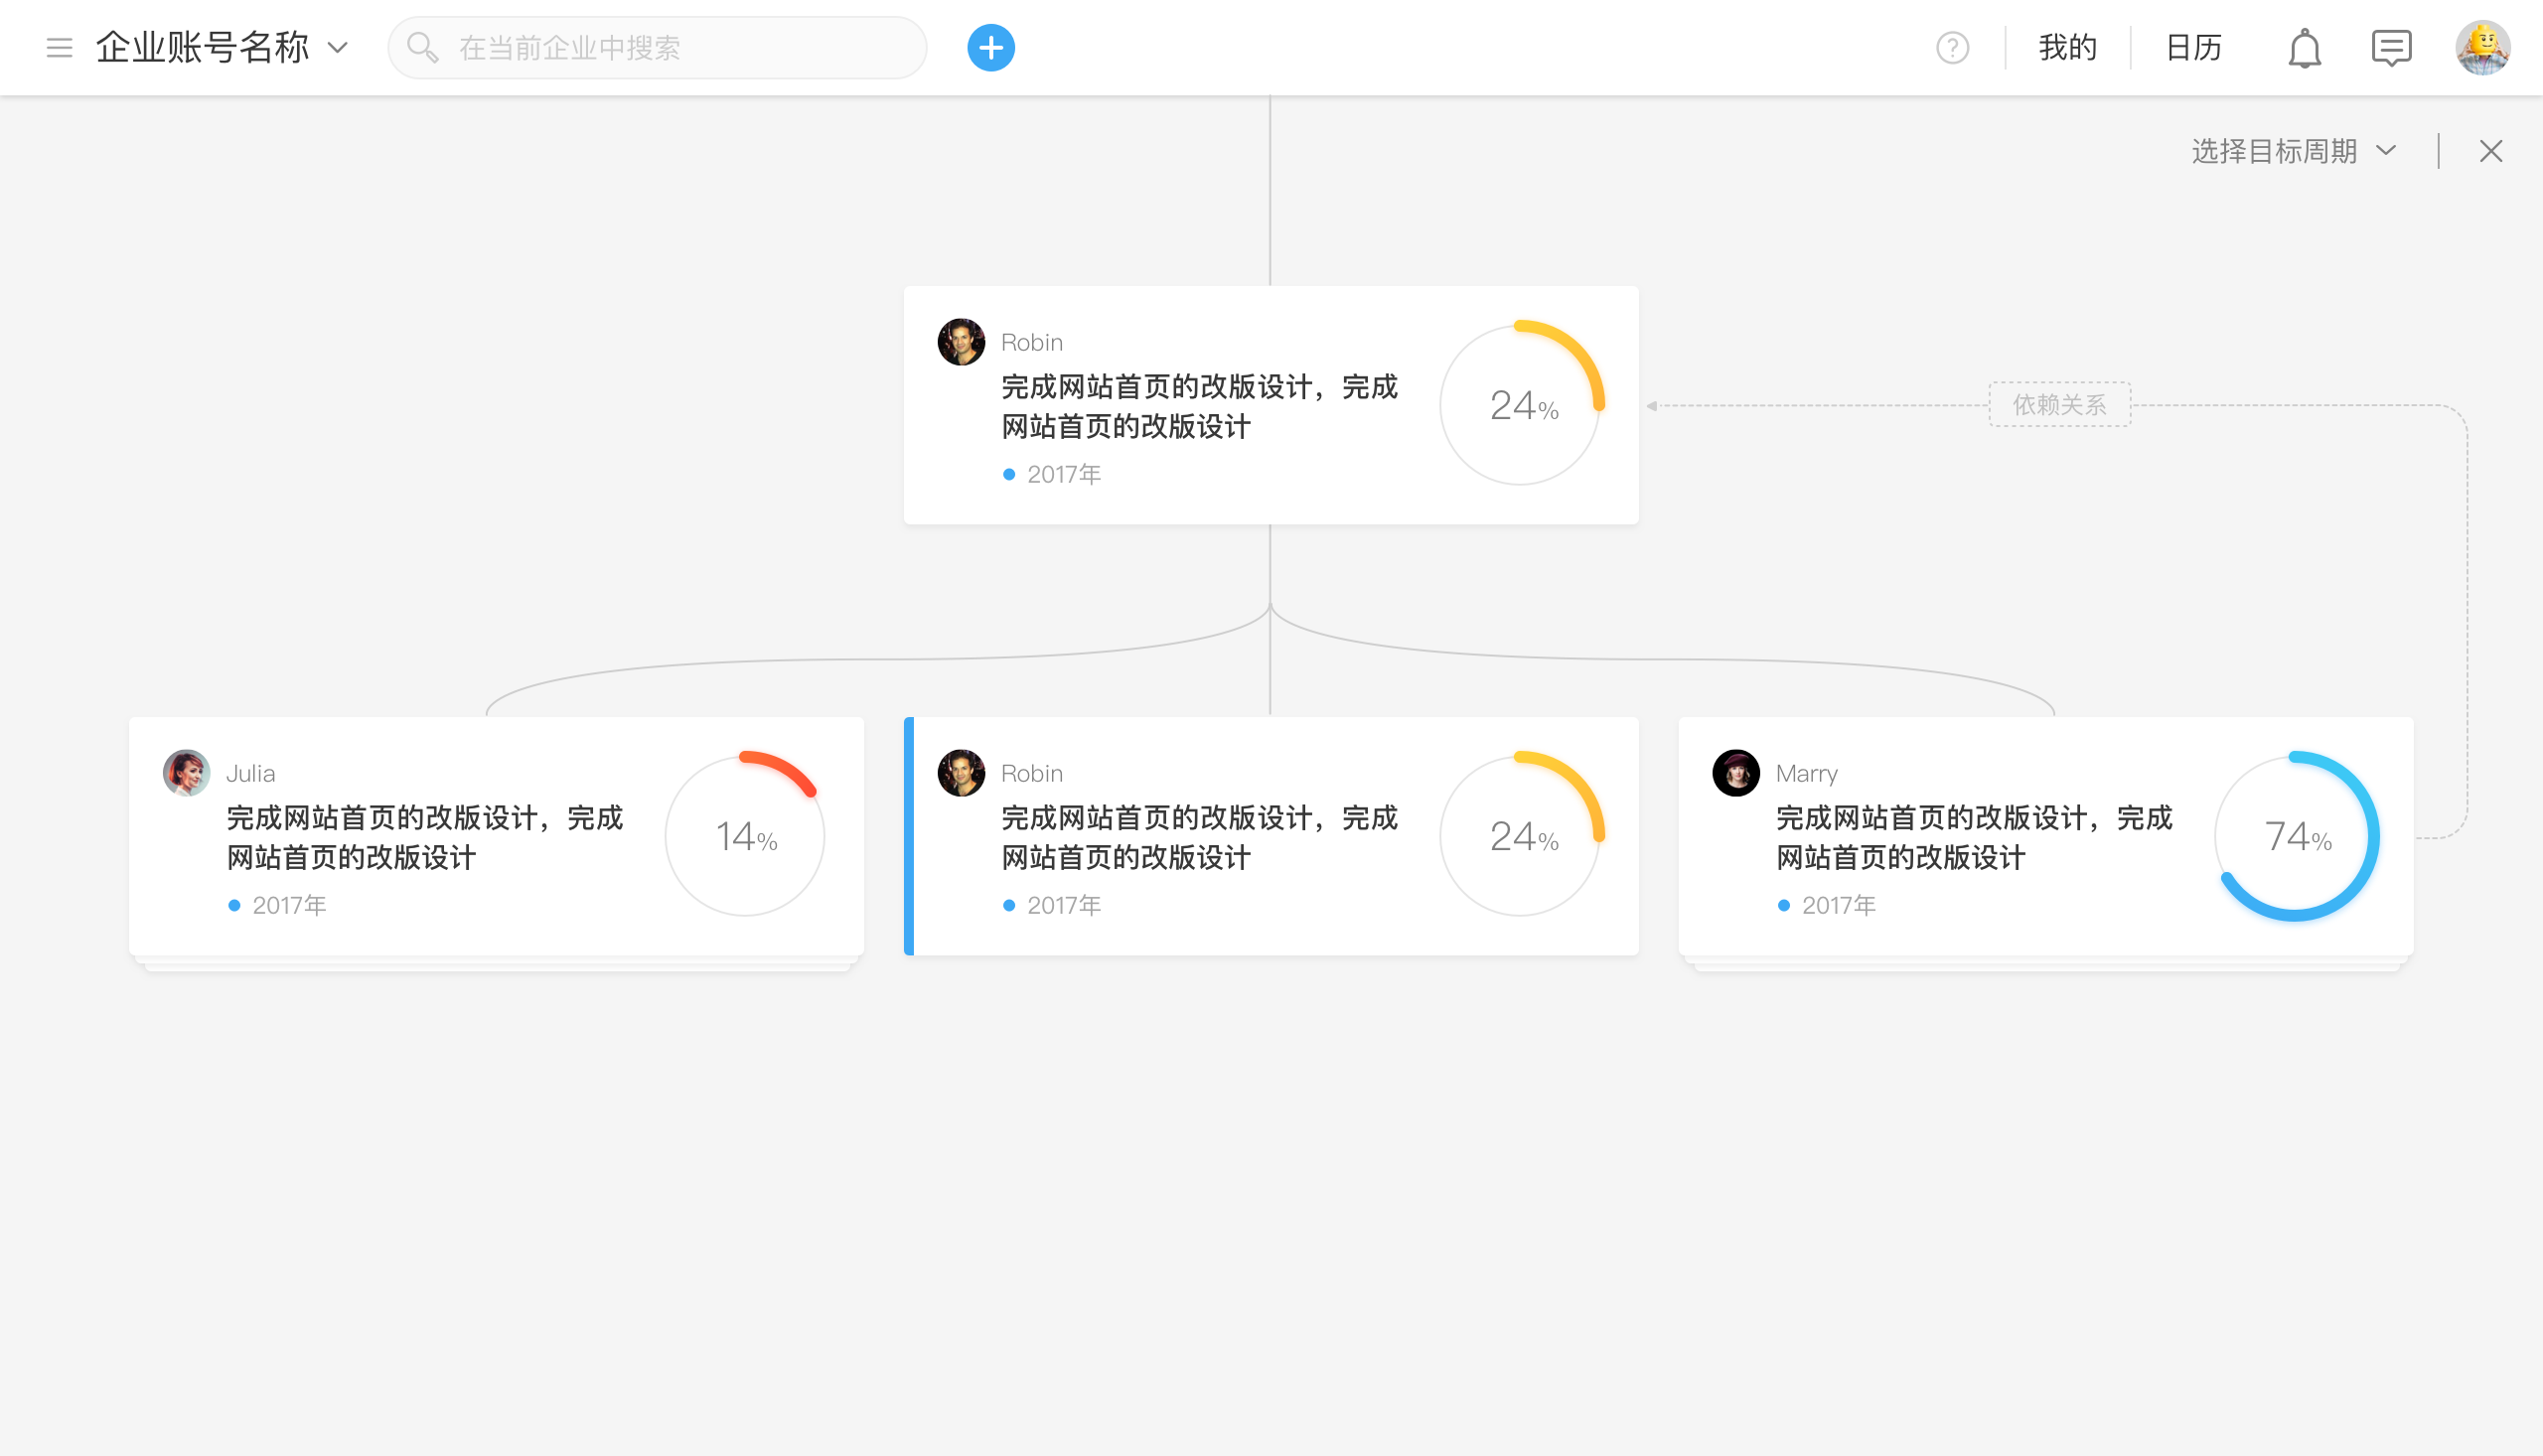 企业账号名称
在当前企业中搜索
?
我的
日历
选择目标周期
Robin
完成网站首页的改版设计，完成
网站首页的改版设计
2017年
24%
依赖关系
Julia
完成网站首页的改版设计，完成
网站首页的改版设计
2017年
14%
Robin
完成网站首页的改版设计，完成
网站首页的改版设计
2017年
24%
Marry
完成网站首页的改版设计，完成
网站首页的改版设计
2017年
74%